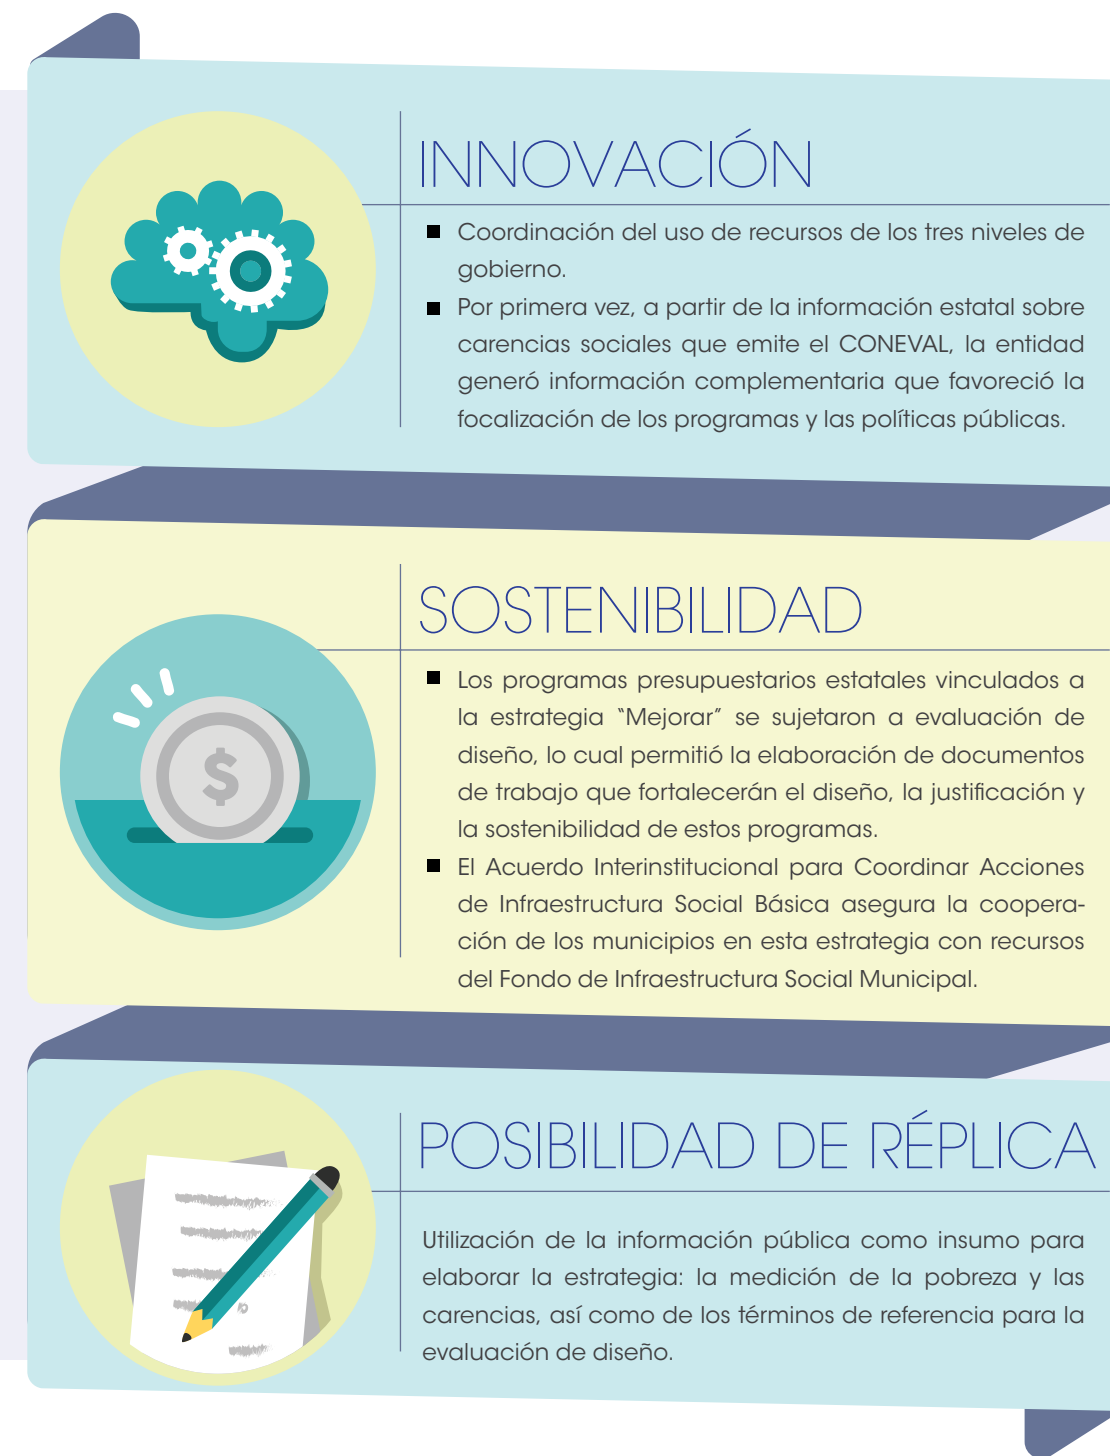 INNOVACIÓN
■ Coordinación del uso de recursos de los tres niveles de
gobierno.
■ Por primera vez, a partir de la información estatal sobre
carencias sociales que emite el CONEVAL, la entidad
generó información complementaria que favoreció la
focalización de los programas y las políticas públicas.
SOSTENIBILIDAD
$
■ Los programas presupuestarios estatales vinculados a
la estrategia “Mejorar” se sujetaron a evaluación de
diseño, lo cual permitió la elaboración de documentos
de trabajo que fortalecerán el diseño, la justificación y
la sostenibilidad de estos programas.
■ El Acuerdo Interinstitucional para Coordinar Acciones
de Infraestructura Social Básica asegura la coopera-
ción de los municipios en esta estrategia con recursos
del Fondo de Infraestructura Social Municipal.
POSIBILIDAD DE RÉPLICA
Utilización de la información pública como insumo para
elaborar la estrategia: la medición de la pobreza y las
carencias, así como de los términos de referencia para la
evaluación de diseño.